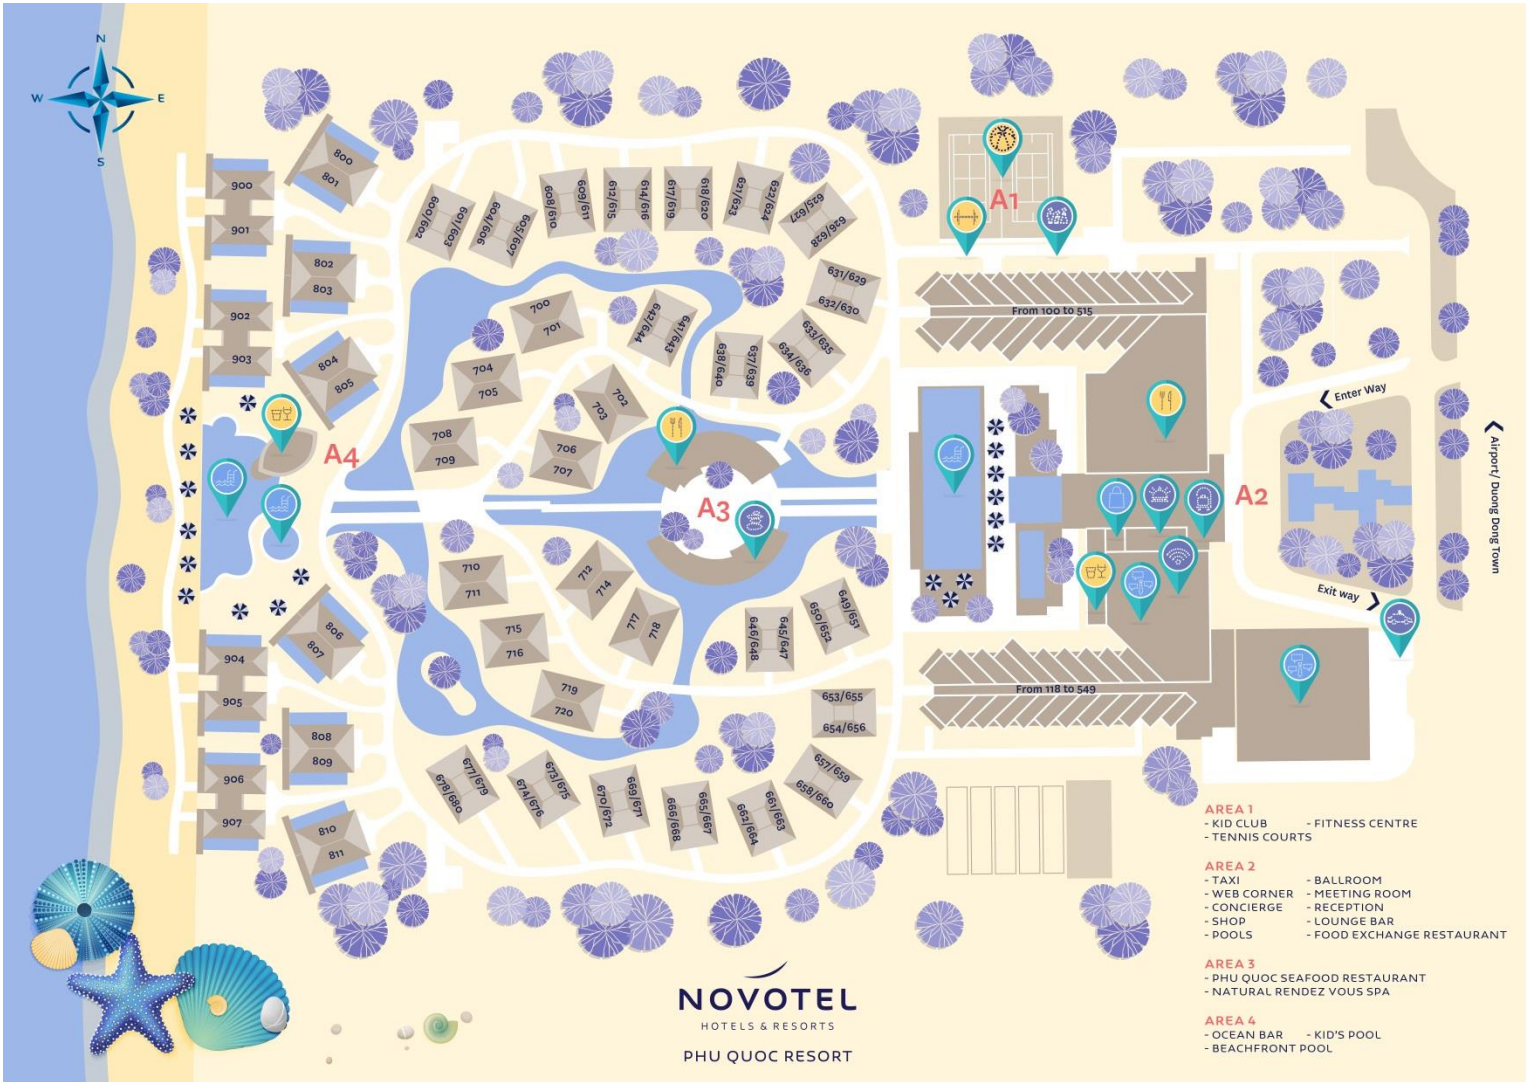 N
W
E
S
A1
A2
A3
A4
800
801
900
901
802
803
902
903
804
805
806
807
904
905
808
809
906
907
810
811
600/602
601/603
604/606
605/607
608/610
609/611
612/615
614/616
617/619
618/620
621/623
622/624
625/627
626/628
631/629
632/630
633/635
634/636
637/639
638/640
641/643
642/644
700
701
704
705
702
703
708
709
706
707
710
711
712
714
715
716
717
718
719
720
645/647
646/648
649/651
650/652
653/655
654/656
657/659
658/660
661/663
662/664
665/667
666/668
669/671
670/672
673/675
674/676
677/679
678/680
From 100 to 515
From 118 to 549
Enter Way
Exit way
Airport/ Duong Dong Town
AREA 1
- KID CLUB - FITNESS CENTRE
- TENNIS COURTS
AREA 2
- TAXI - BALLROOM
- WEB CORNER - MEETING ROOM
- CONCIERGE - RECEPTION
- SHOP - LOUNGE BAR
- POOLS - FOOD EXCHANGE RESTAURANT
AREA 3
- PHU QUOC SEAFOOD RESTAURANT
- NATURAL RENDEZ VOUS SPA
AREA 4
- OCEAN BAR - KID'S POOL
- BEACHFRONT POOL
NOVOTEL
HOTELS & RESORTS
PHU QUOC RESORT